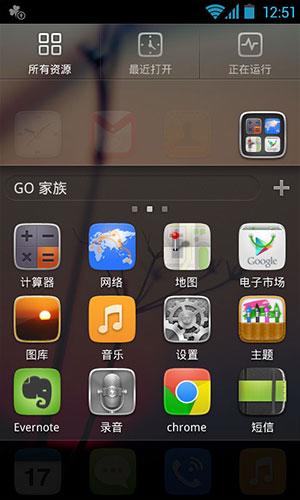 12:51
所有资源 最近打开 正在运行
GO 家族
计算器 网络 地图 Google 电子市场
图库 音乐 设置 主题
Evernote 录音 chrome 短信
17